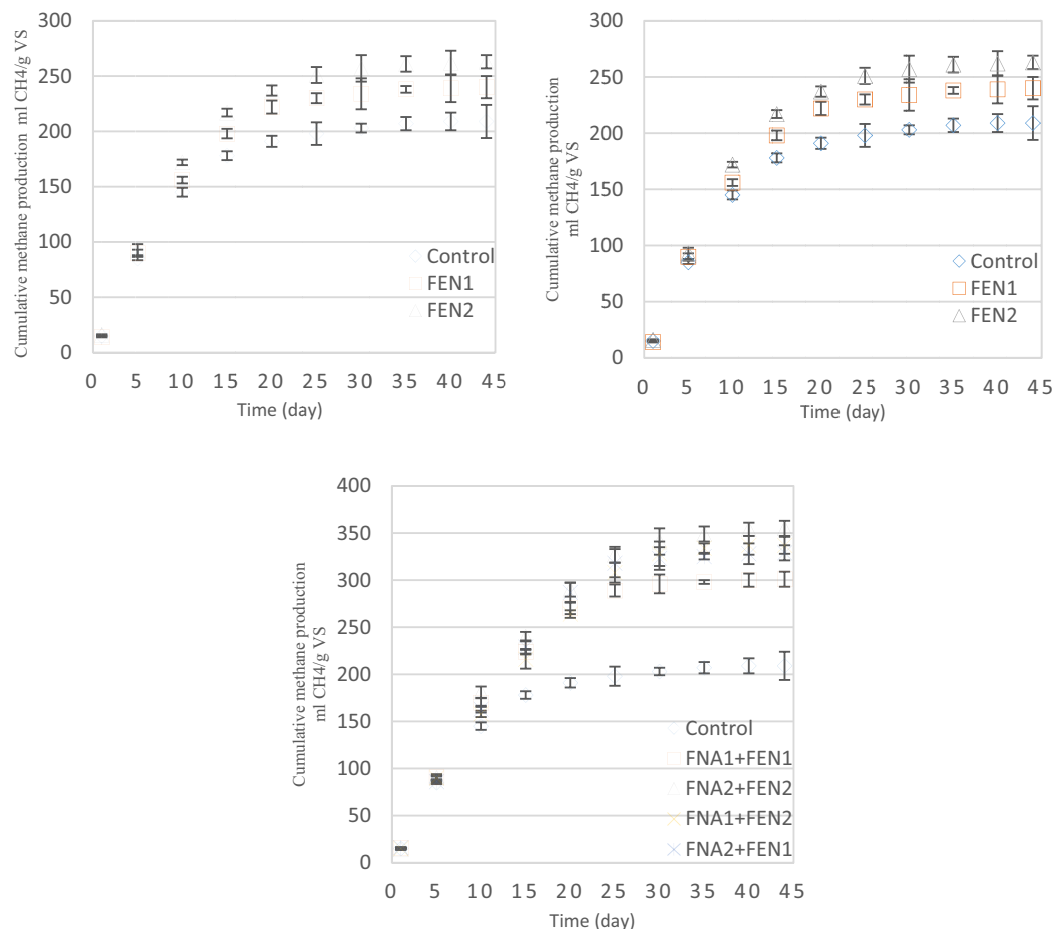 Cumulative methane production  ml CH4/g VS
300
250
200
150
100
50
0
Control
FEN1
FEN2
0 5 10 15 20 25 30 35 40 45
Time (day)
Cumulative methane production
ml CH4/g VS
300
250
200
150
100
50
0
Control
FEN1
FEN2
0 5 10 15 20 25 30 35 40 45
Time (day)
Cumulative methane production
ml CH4/g VS
400
350
300
250
200
150
100
50
0
Control
FNA1+FEN1
FNA2+FEN2
FNA1+FEN2
FNA2+FEN1
0 5 10 15 20 25 30 35 40 45
Time (day)